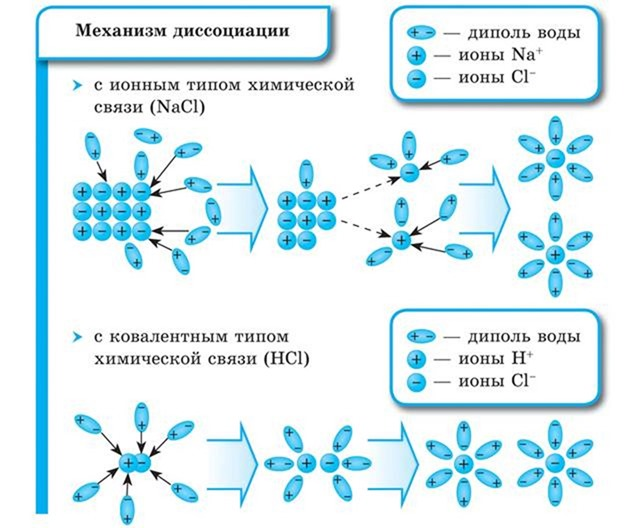 Механизм диссоциации
— диполь воды
— ионы Na⁺
— ионы Cl⁻
с ионным типом химической
связи (NaCl)
с ковалентным типом
химической связи (HCl)
— диполь воды
— ионы H⁺
— ионы Cl⁻